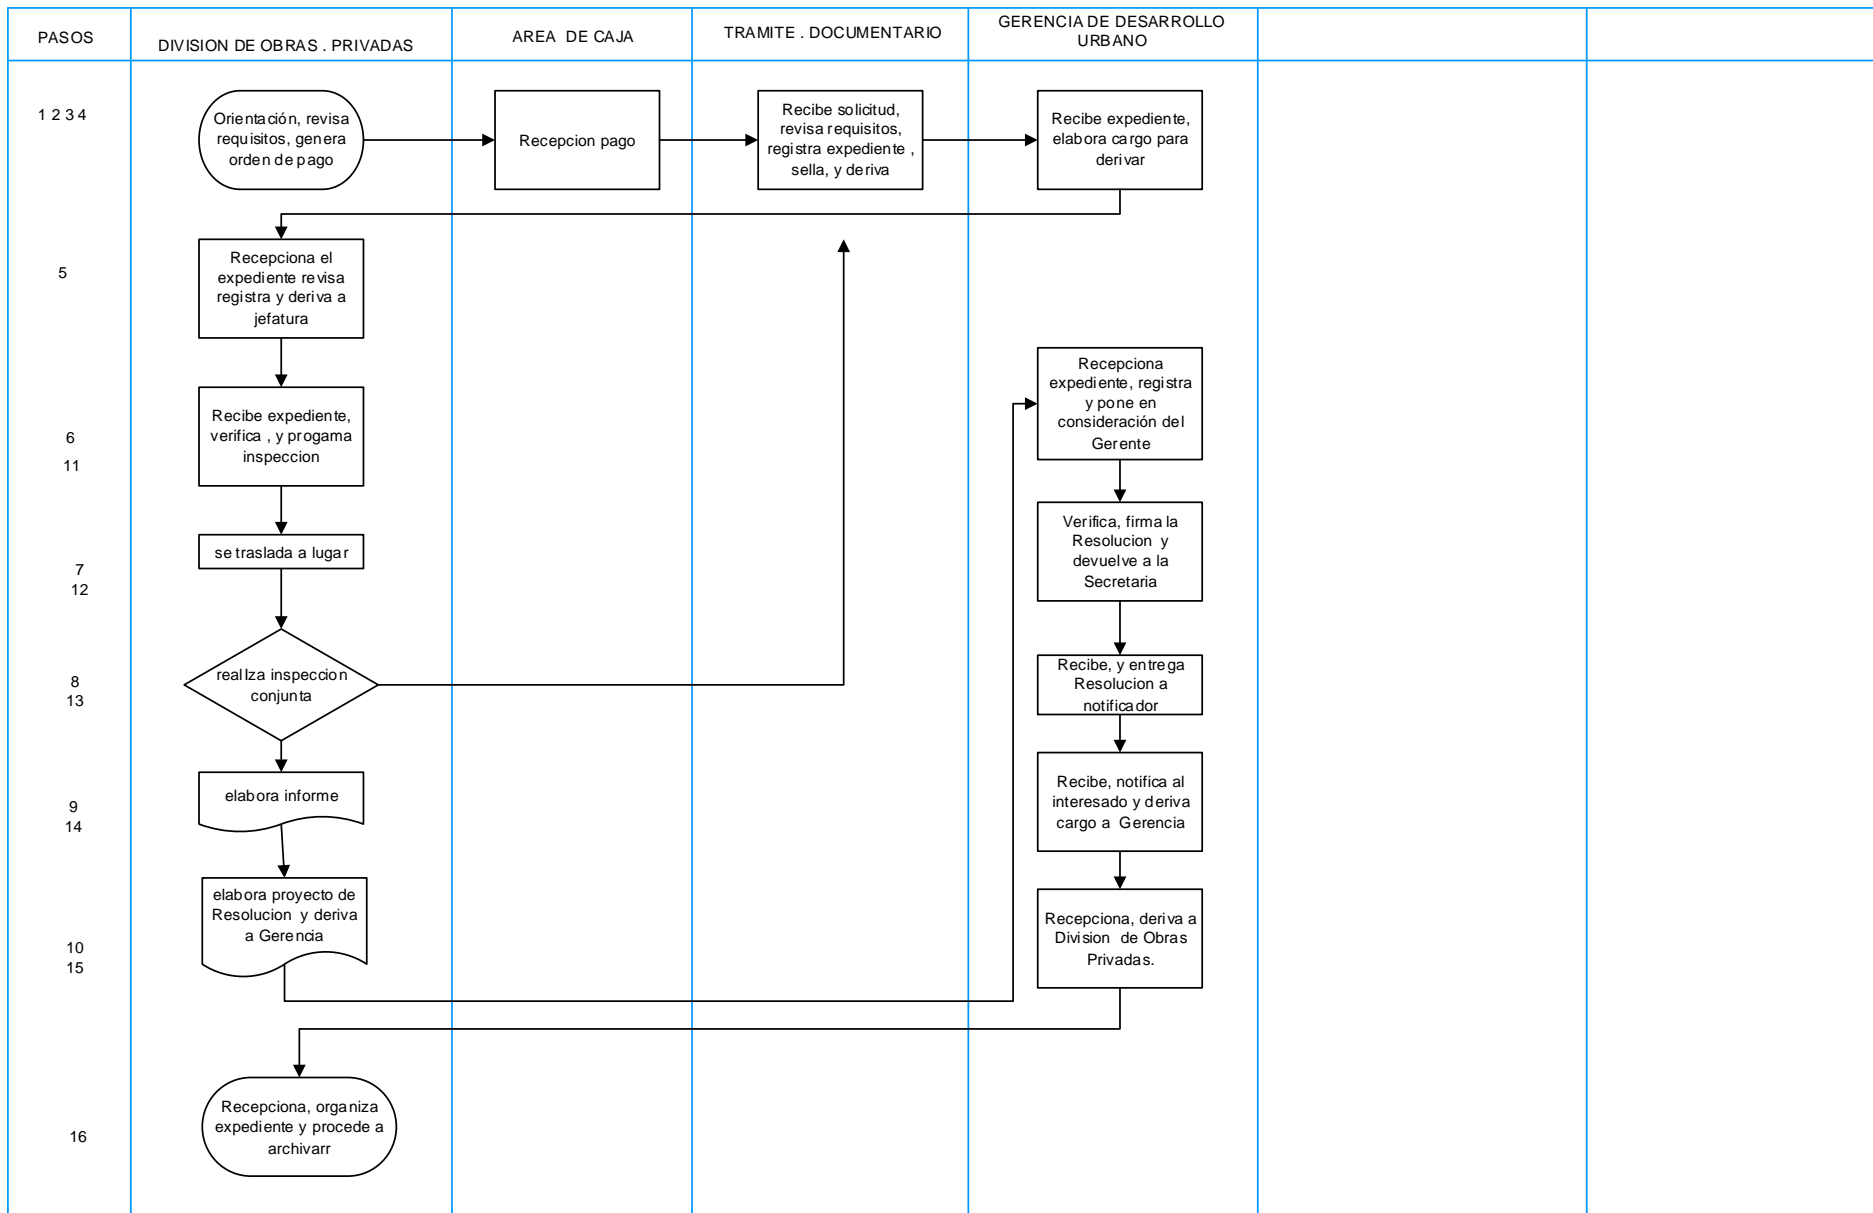 PASOS
DIVISION DE OBRAS . PRIVADAS
AREA DE CAJA
TRAMITE . DOCUMENTARIO
GERENCIA DE DESARROLLO
URBANO
1 2 3 4
Orientación, revisa
requisitos, genera
orden de pago
Recepcion pago
Recibe solicitud,
revisa requisitos,
registra expediente ,
sella, y deriva
Recibe expediente,
elabora cargo para
derivar
5
Recepciona el
expediente revisa
registra y deriva a
jefatura
6
11
Recibe expediente,
verifica , y progama
inspeccion
Recepciona
expediente, registra
y pone en
consideración del
Gerente
7
12
se traslada a lugar
Verifica, firma la
Resolucion y
devuelve a la
Secretaria
8
13
realIza inspeccion
conjunta
Recibe, y entrega
Resolucion a
notificador
9
14
elabora informe
Recibe, notifica al
interesado y deriva
cargo a Gerencia
10
15
elabora proyecto de
Resolucion y deriva
a Gerencia
Recepciona, deriva a
Division de Obras
Privadas.
16
Recepciona, organiza
expediente y procede a
archivarr